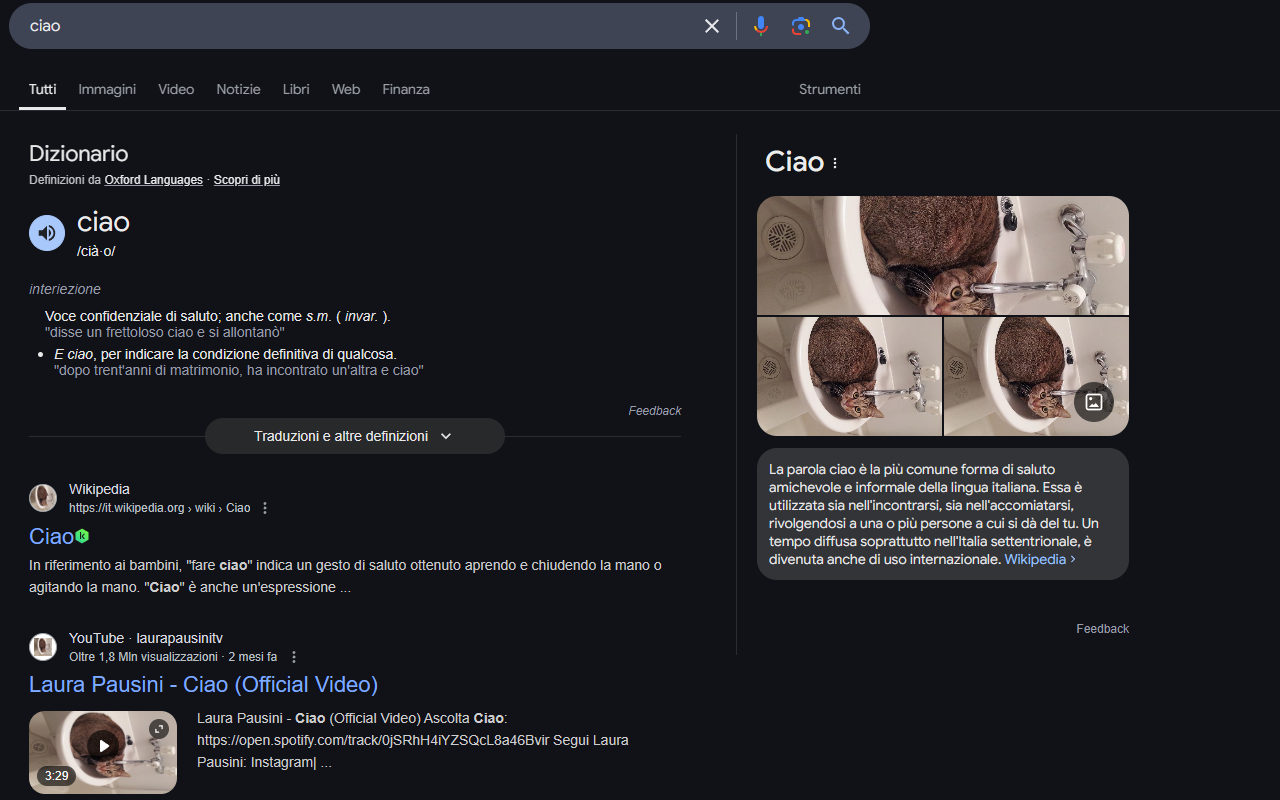 ciao
Tutti
Immagini
Video
Notizie
Libri
Web
Finanza
Strumenti
Dizionario
Definizioni da Oxford Languages · Scopri di più
ciao
/cià·o/
interiezione
Voce confidenziale di saluto; anche come s.m. ( invar. ).
"disse un frettoloso ciao e si allontanò"
E ciao, per indicare la condizione definitiva di qualcosa.
"dopo trent'anni di matrimonio, ha incontrato un'altra e ciao"
Feedback
Traduzioni e altre definizioni
Wikipedia
https://it.wikipedia.org › wiki › Ciao
Ciao
In riferimento ai bambini, "fare ciao" indica un gesto di saluto ottenuto aprendo e chiudendo la mano o
agitando la mano. "Ciao" è anche un'espressione ...
YouTube · laurapausinitv
Oltre 1,8 Mln visualizzazioni · 2 mesi fa
Laura Pausini - Ciao (Official Video)
3:29
Laura Pausini - Ciao (Official Video) Ascolta Ciao:
https://open.spotify.com/track/0jSRhH4iYZSQcL8a46Bvir Segui Laura
Pausini: Instagram| ...
Ciao
La parola ciao è la più comune forma di saluto
amichevole e informale della lingua italiana. Essa è
utilizzata sia nell'incontrarsi, sia nell'accomiatarsi,
rivolgendosi a una o più persone a cui si dà del tu. Un
tempo diffusa soprattutto nell'Italia settentrionale, è
divenuta anche di uso internazionale. Wikipedia ›
Feedback